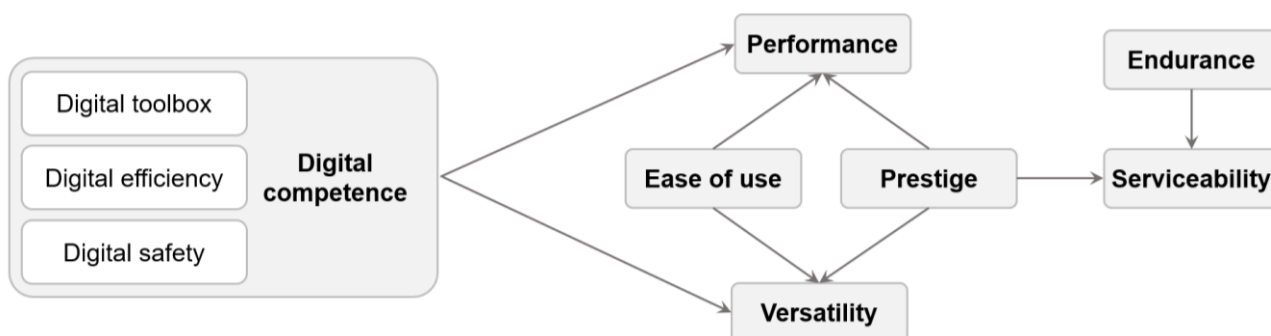 Digital toolbox
Digital efficiency
Digital safety
Digital
competence
Performance
Ease of use
Prestige
Versatility
Endurance
Serviceability